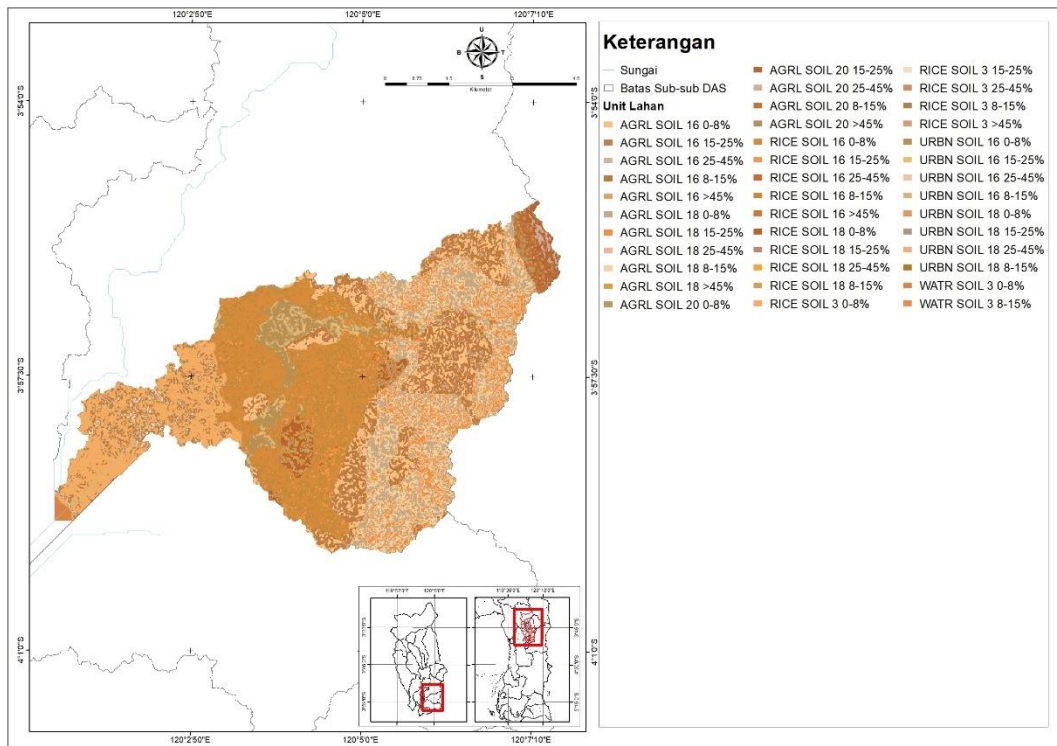 120°2'50"E
120°5'0"E
120°7'10"E
3°54'0"S
3°54'0"S
3°57'30"S
3°57'30"S
4°1'0"S
4°1'0"S
120°2'50"E
120°5'0"E
120°7'10"E
U
B
T
S
Kilometer
Keterangan
Sungai
Batas Sub-sub DAS
Unit Lahan
AGRL SOIL 16 0-8%
AGRL SOIL 16 15-25%
AGRL SOIL 16 25-45%
AGRL SOIL 16 8-15%
AGRL SOIL 16 >45%
AGRL SOIL 18 0-8%
AGRL SOIL 18 15-25%
AGRL SOIL 18 25-45%
AGRL SOIL 18 8-15%
AGRL SOIL 18 >45%
AGRL SOIL 20 0-8%
AGRL SOIL 20 15-25%
AGRL SOIL 20 25-45%
AGRL SOIL 20 8-15%
AGRL SOIL 20 >45%
RICE SOIL 16 0-8%
RICE SOIL 16 15-25%
RICE SOIL 16 25-45%
RICE SOIL 16 8-15%
RICE SOIL 16 >45%
RICE SOIL 18 0-8%
RICE SOIL 18 15-25%
RICE SOIL 18 25-45%
RICE SOIL 18 8-15%
RICE SOIL 3 0-8%
RICE SOIL 3 15-25%
RICE SOIL 3 25-45%
RICE SOIL 3 8-15%
RICE SOIL 3 >45%
URBN SOIL 16 0-8%
URBN SOIL 16 15-25%
URBN SOIL 16 25-45%
URBN SOIL 16 8-15%
URBN SOIL 18 0-8%
URBN SOIL 18 15-25%
URBN SOIL 18 25-45%
URBN SOIL 18 8-15%
WATR SOIL 3 0-8%
WATR SOIL 3 8-15%